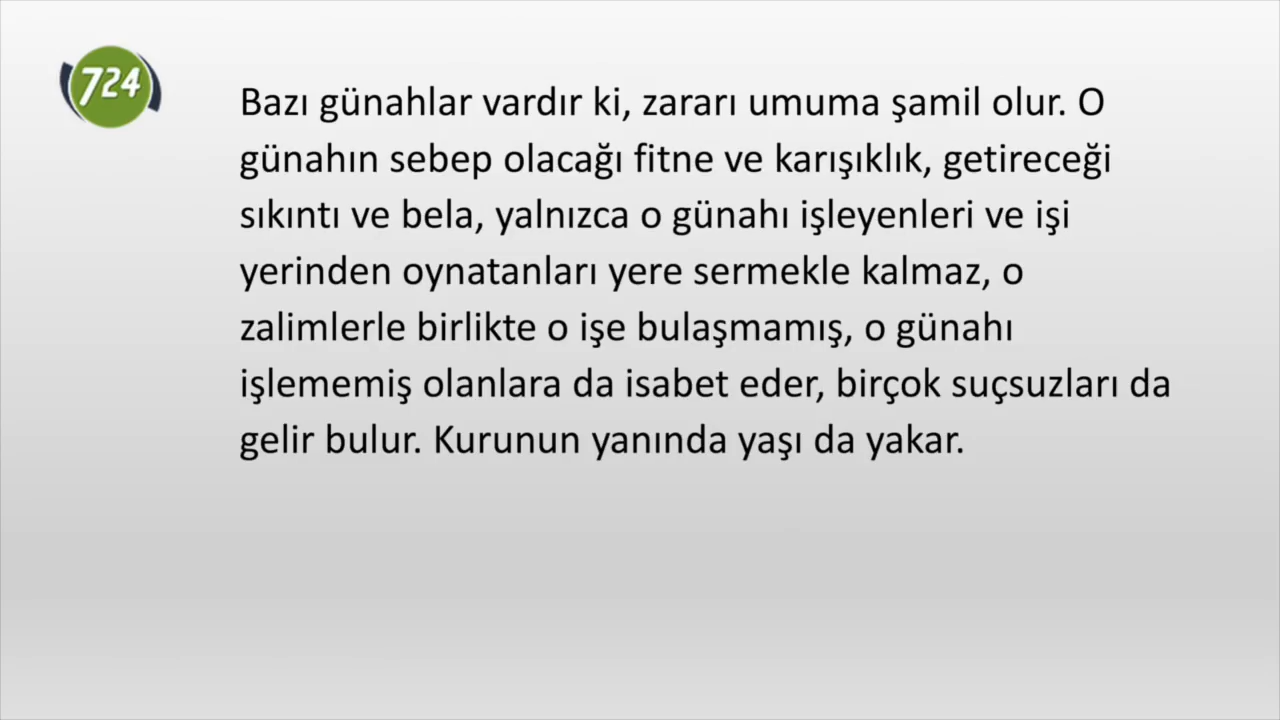 724
Bazı günahlar vardır ki, zararı umuma şamil olur. O
günahın sebep olacağı fitne ve karışıklık, getireceği
sıkıntı ve bela, yalnızca o günahı işleyenleri ve işi
yerinden oynatanları yere sermekle kalmaz, o
zalimlerle birlikte o işe bulaşmamış, o günahı
işlememiş olanlara da isabet eder, birçok suçsuzları da
gelir bulur. Kurunun yanında yaşı da yakar.